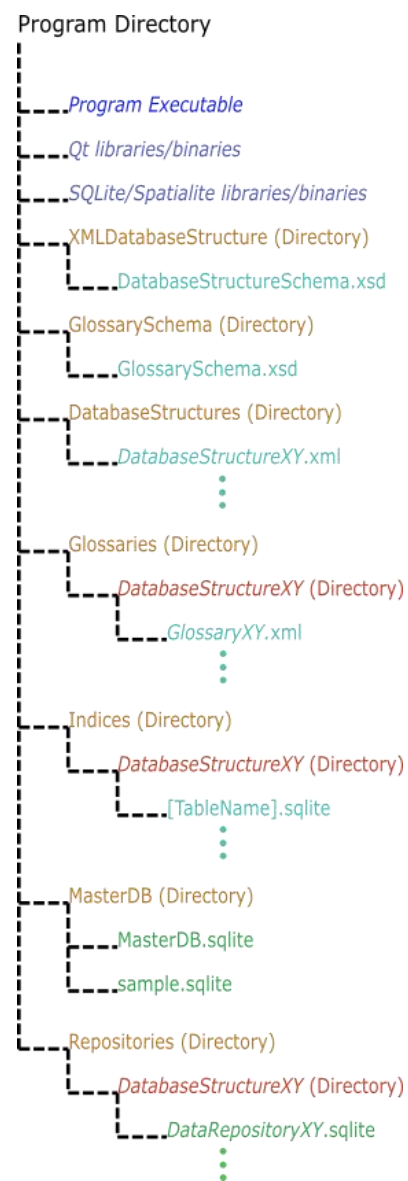 Program Directory
Program Executable
Qt libraries/binaries
SQLite/Spatialite libraries/binaries
XMLDatabaseStructure (Directory)
DatabaseStructureSchema.xsd
GlossarySchema (Directory)
GlossarySchema.xsd
DatabaseStructures (Directory)
DatabaseStructureXY.xml
Glossaries (Directory)
DatabaseStructureXY (Directory)
GlossaryXY.xml
Indices (Directory)
DatabaseStructureXY (Directory)
[TableName].sqlite
MasterDB (Directory)
MasterDB.sqlite
sample.sqlite
Repositories (Directory)
DatabaseStructureXY (Directory)
DataRepositoryXY.sqlite